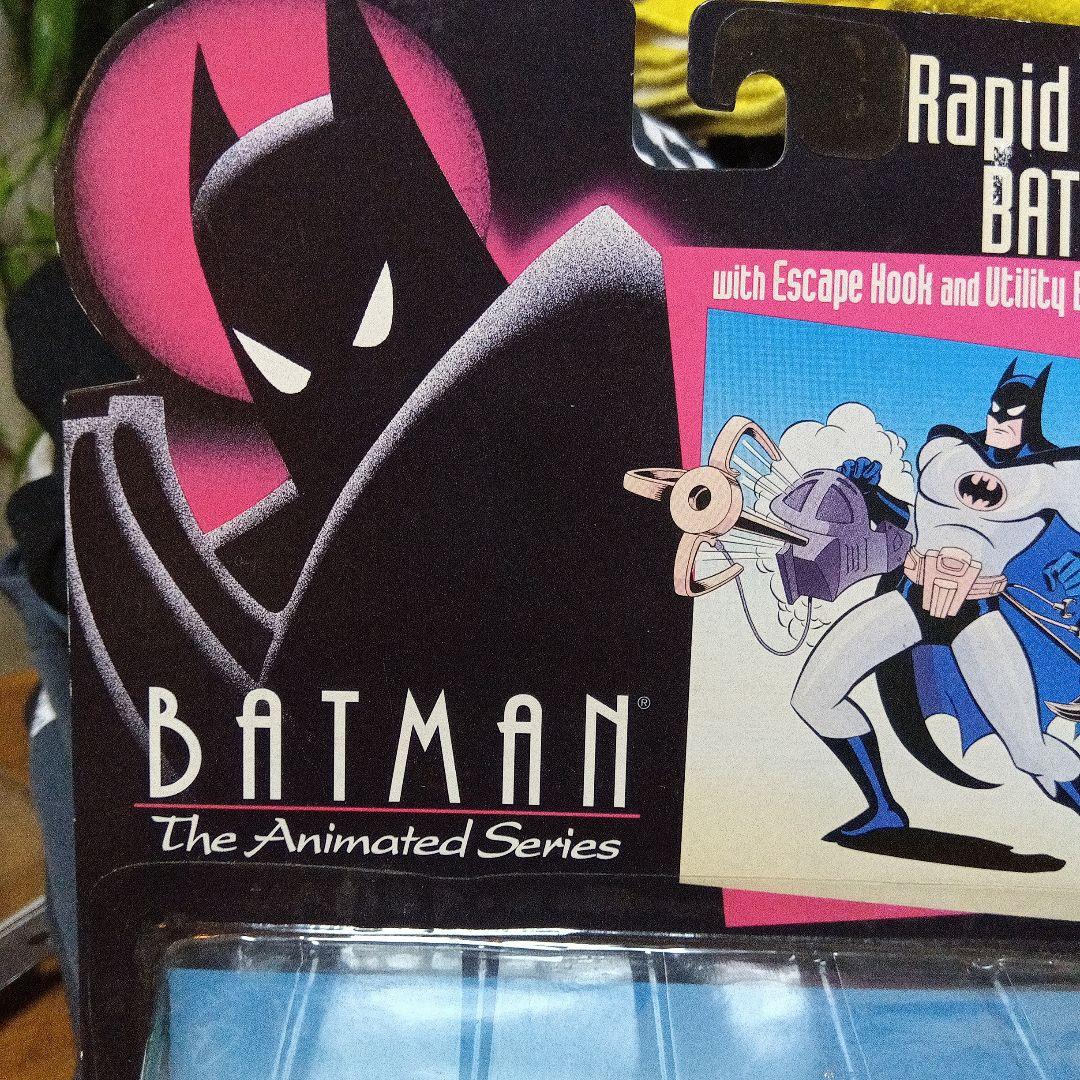 Rapid
BAT
with Escape Hook and Utility
BATMAN®
The Animated Series